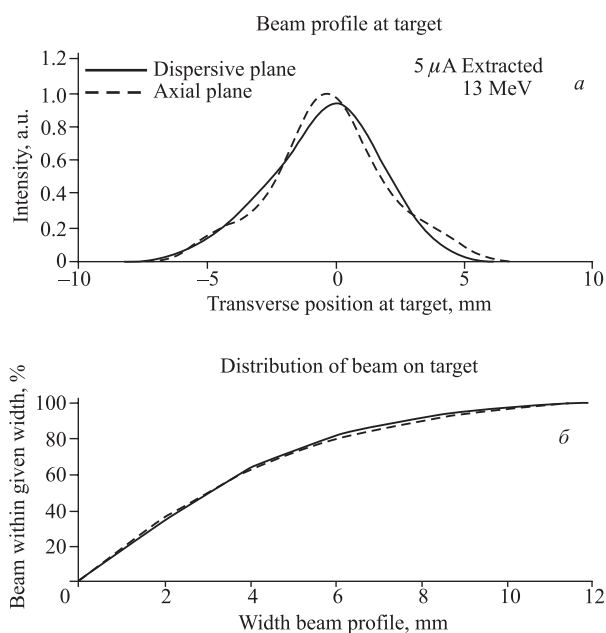 Beam profile at target
1.2
1.0
0.8
0.6
0.4
0.2
0
Intensity, a.u.
Dispersive plane
Axial plane
5 μA Extracted
13 MeV
а
–10
–5
0
5
10
Transverse position at target, mm
Distribution of beam on target
100
80
60
40
20
Beam within given width, %
б
0
2
4
6
8
10
12
Width beam profile, mm